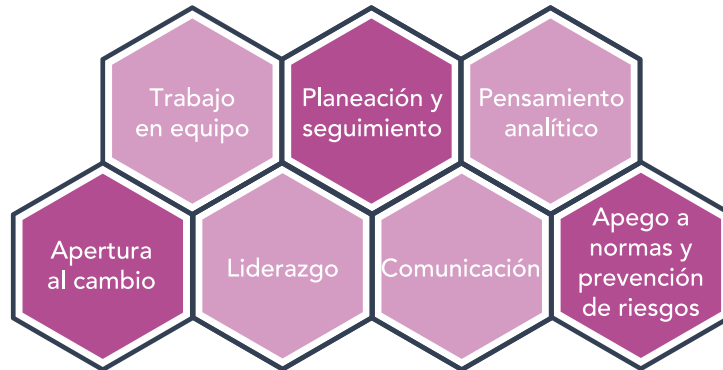 Trabajo
en equipo
Planeación y
seguimiento
Pensamiento
analítico
Apertura
al cambio
Liderazgo
Comunicación
Apego a
normas y
prevención
de riesgos